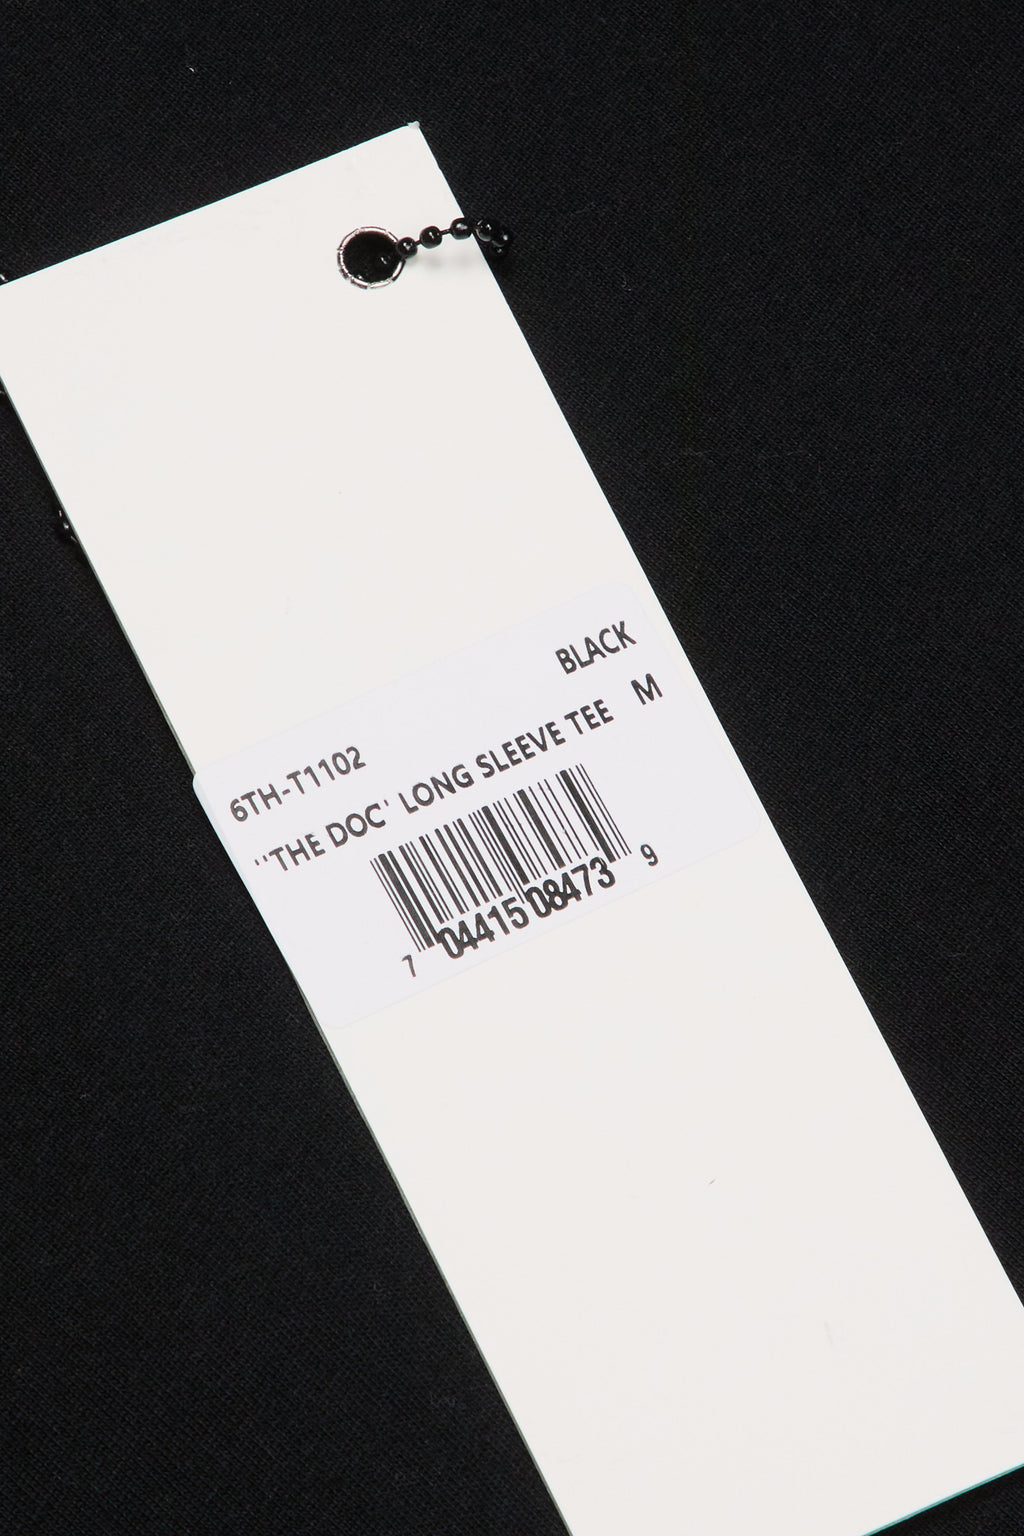 6TH-T1102 BLACK
''THE DOC' LONG SLEEVE TEE M
7 04415 08473 9